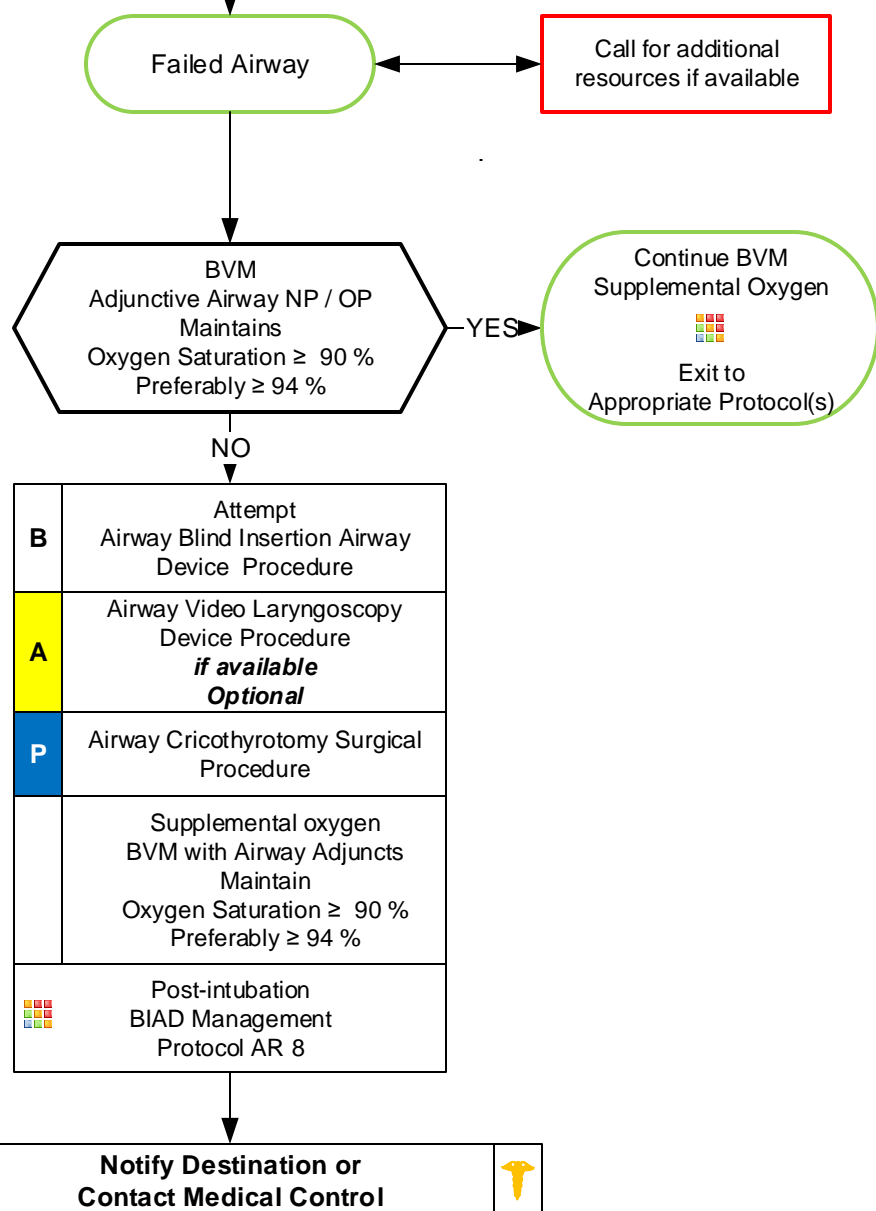 Failed Airway
Call for additional
resources if available
.
BVM
Adjunctive Airway NP / OP
Maintains
Oxygen Saturation ≥ 90 %
Preferably ≥ 94 %
YES
Continue BVM
Supplemental Oxygen
Exit to
Appropriate Protocol(s)
NO
B
Attempt
Airway Blind Insertion Airway
Device Procedure
A
Airway Video Laryngoscopy
Device Procedure
if available
Optional
P
Airway Cricothyrotomy Surgical
Procedure
Supplemental oxygen
BVM with Airway Adjuncts
Maintain
Oxygen Saturation ≥ 90 %
Preferably ≥ 94 %
Post-intubation
BIAD Management
Protocol AR 8
Notify Destination or
Contact Medical Control